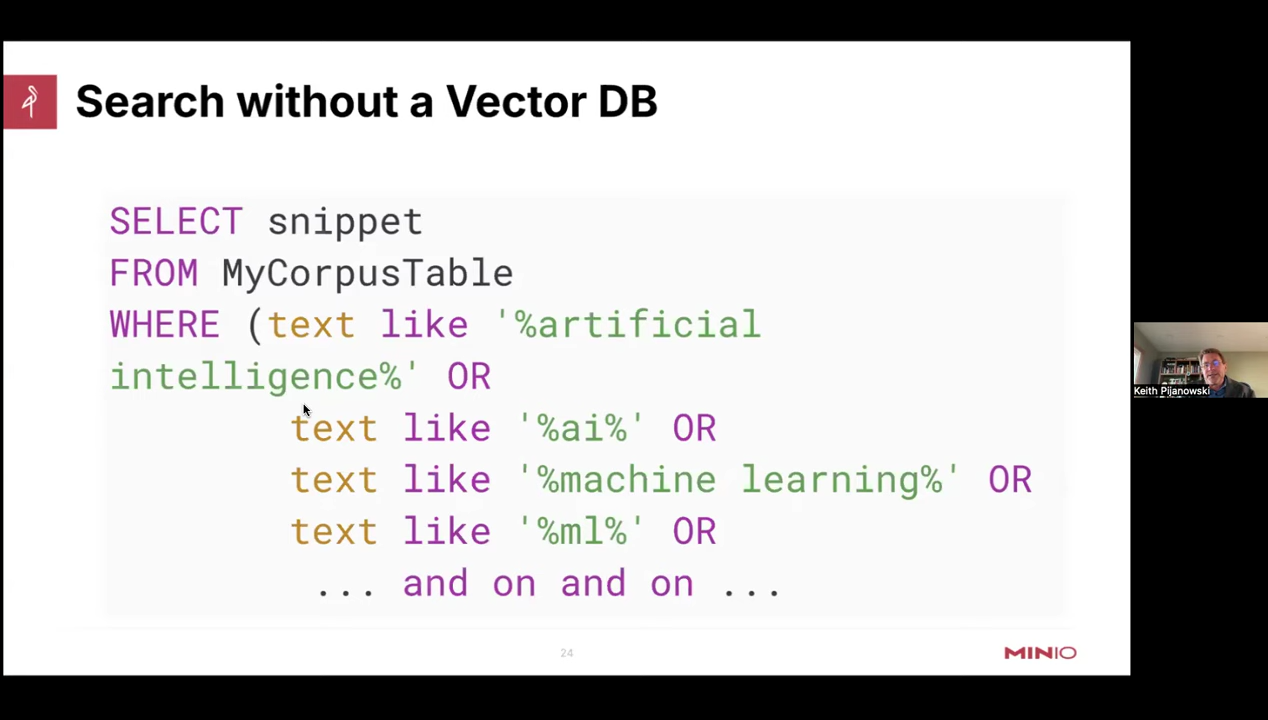 Search without a Vector DB
SELECT snippet
FROM MyCorpusTable
WHERE (text like '%artificial
intelligence%' OR
text like '%ai%' OR
text like '%machine learning%' OR
text like '%ml%' OR
... and on and on ...
24
MINIO
Keith Pijanowski